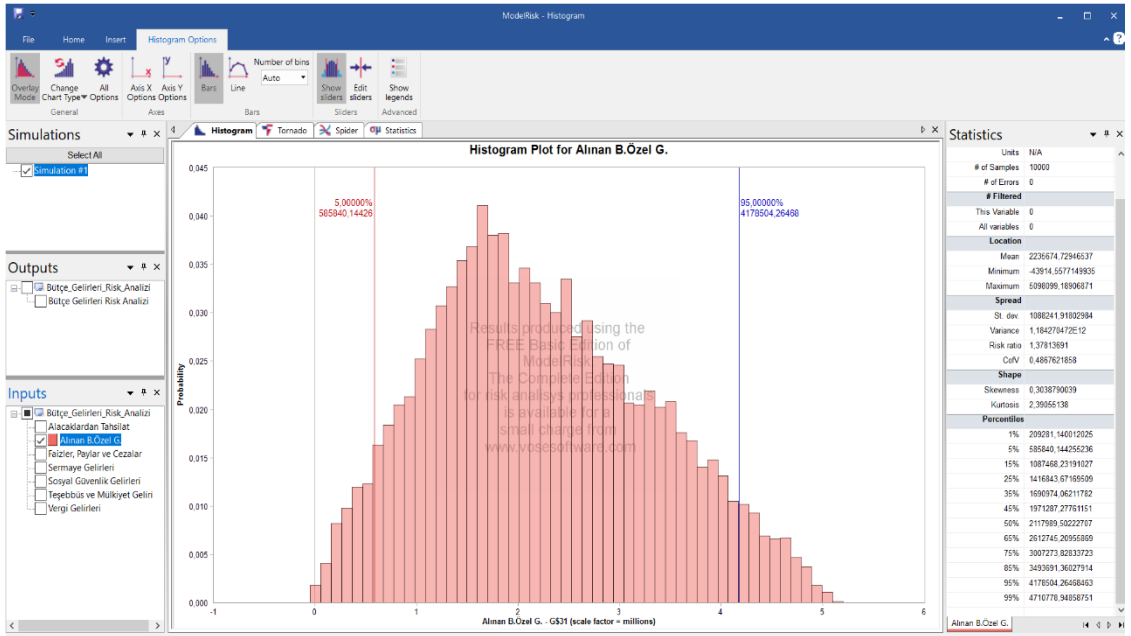 ModelRisk - Histogram
File Home Insert Histogram Options
Overlay Mode
Change Chart Type
All Options
General
Axis X Options
Axis Y Options
Axes
Bars
Line
Number of bins
Auto
Bars
Show sliders
Edit sliders
Sliders
Show legends
Advanced
Simulations
Select All
Simulation #1
Outputs
Bütçe_Gelirleri_Risk_Analizi
Bütçe Gelirleri Risk Analizi
Inputs
Bütçe_Gelirleri_Risk_Analizi
Alacaklardan Tahsilat
Alınan B.Özel G.
Faizler, Paylar ve Cezalar
Sermaye Gelirleri
Sosyal Güvenlik Gelirleri
Teşebbüs ve Mülkiyet Geliri
Vergi Gelirleri
Histogram Tornado Spider Statistics
Histogram Plot for Alınan B.Özel G.
0,045
0,040
0,035
0,030
0,025
0,020
0,015
0,010
0,005
0,000
Probability
5,00000%
585840,14426
95,00000%
4178504,26468
Results produced using the
FREE Basic Edition of
ModelRisk
The Complete Edition
for risk analisys professionals
is available for a
small charge from
www.vosesoftware.com
-1 0 1 2 3 4 5 6
Alınan B.Özel G. - G$31 (scale factor = millions)
Statistics
Units N/A
# of Samples 10000
# of Errors 0
# Filtered
This Variable 0
All variables 0
Location
Mean 2236674,72946537
Minimum -43914,5577149935
Maximum 5098099,18906871
Spread
St. dev. 1088241,91802984
Variance 1,184270472E12
Risk ratio 1,37813691
CofV 0,4867621858
Shape
Skewness 0,3038790039
Kurtosis 2,39055138
Percentiles
1% 209281,140012025
5% 585840,144255236
15% 1087468,23191027
25% 1416843,67169509
35% 1690974,06211782
45% 1971287,27761151
50% 2117989,50222707
65% 2612745,20955869
75% 3007273,82833723
85% 3493691,36027914
95% 4178504,26468463
99% 4710778,94858751
Alınan B.Özel G.